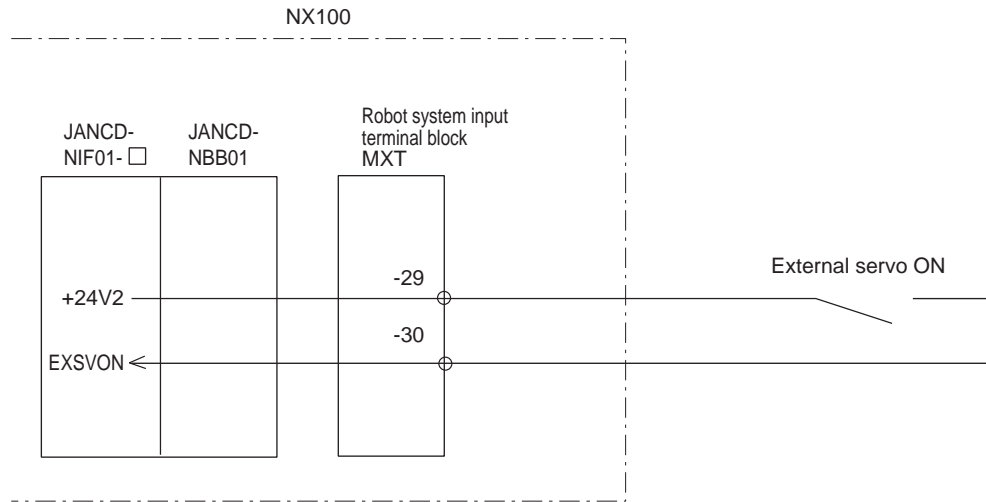 NX100
JANCD-
NIF01- □
JANCD-
NBB01
Robot system input
terminal block
MXT
-29
External servo ON
+24V2
-30
EXSVON